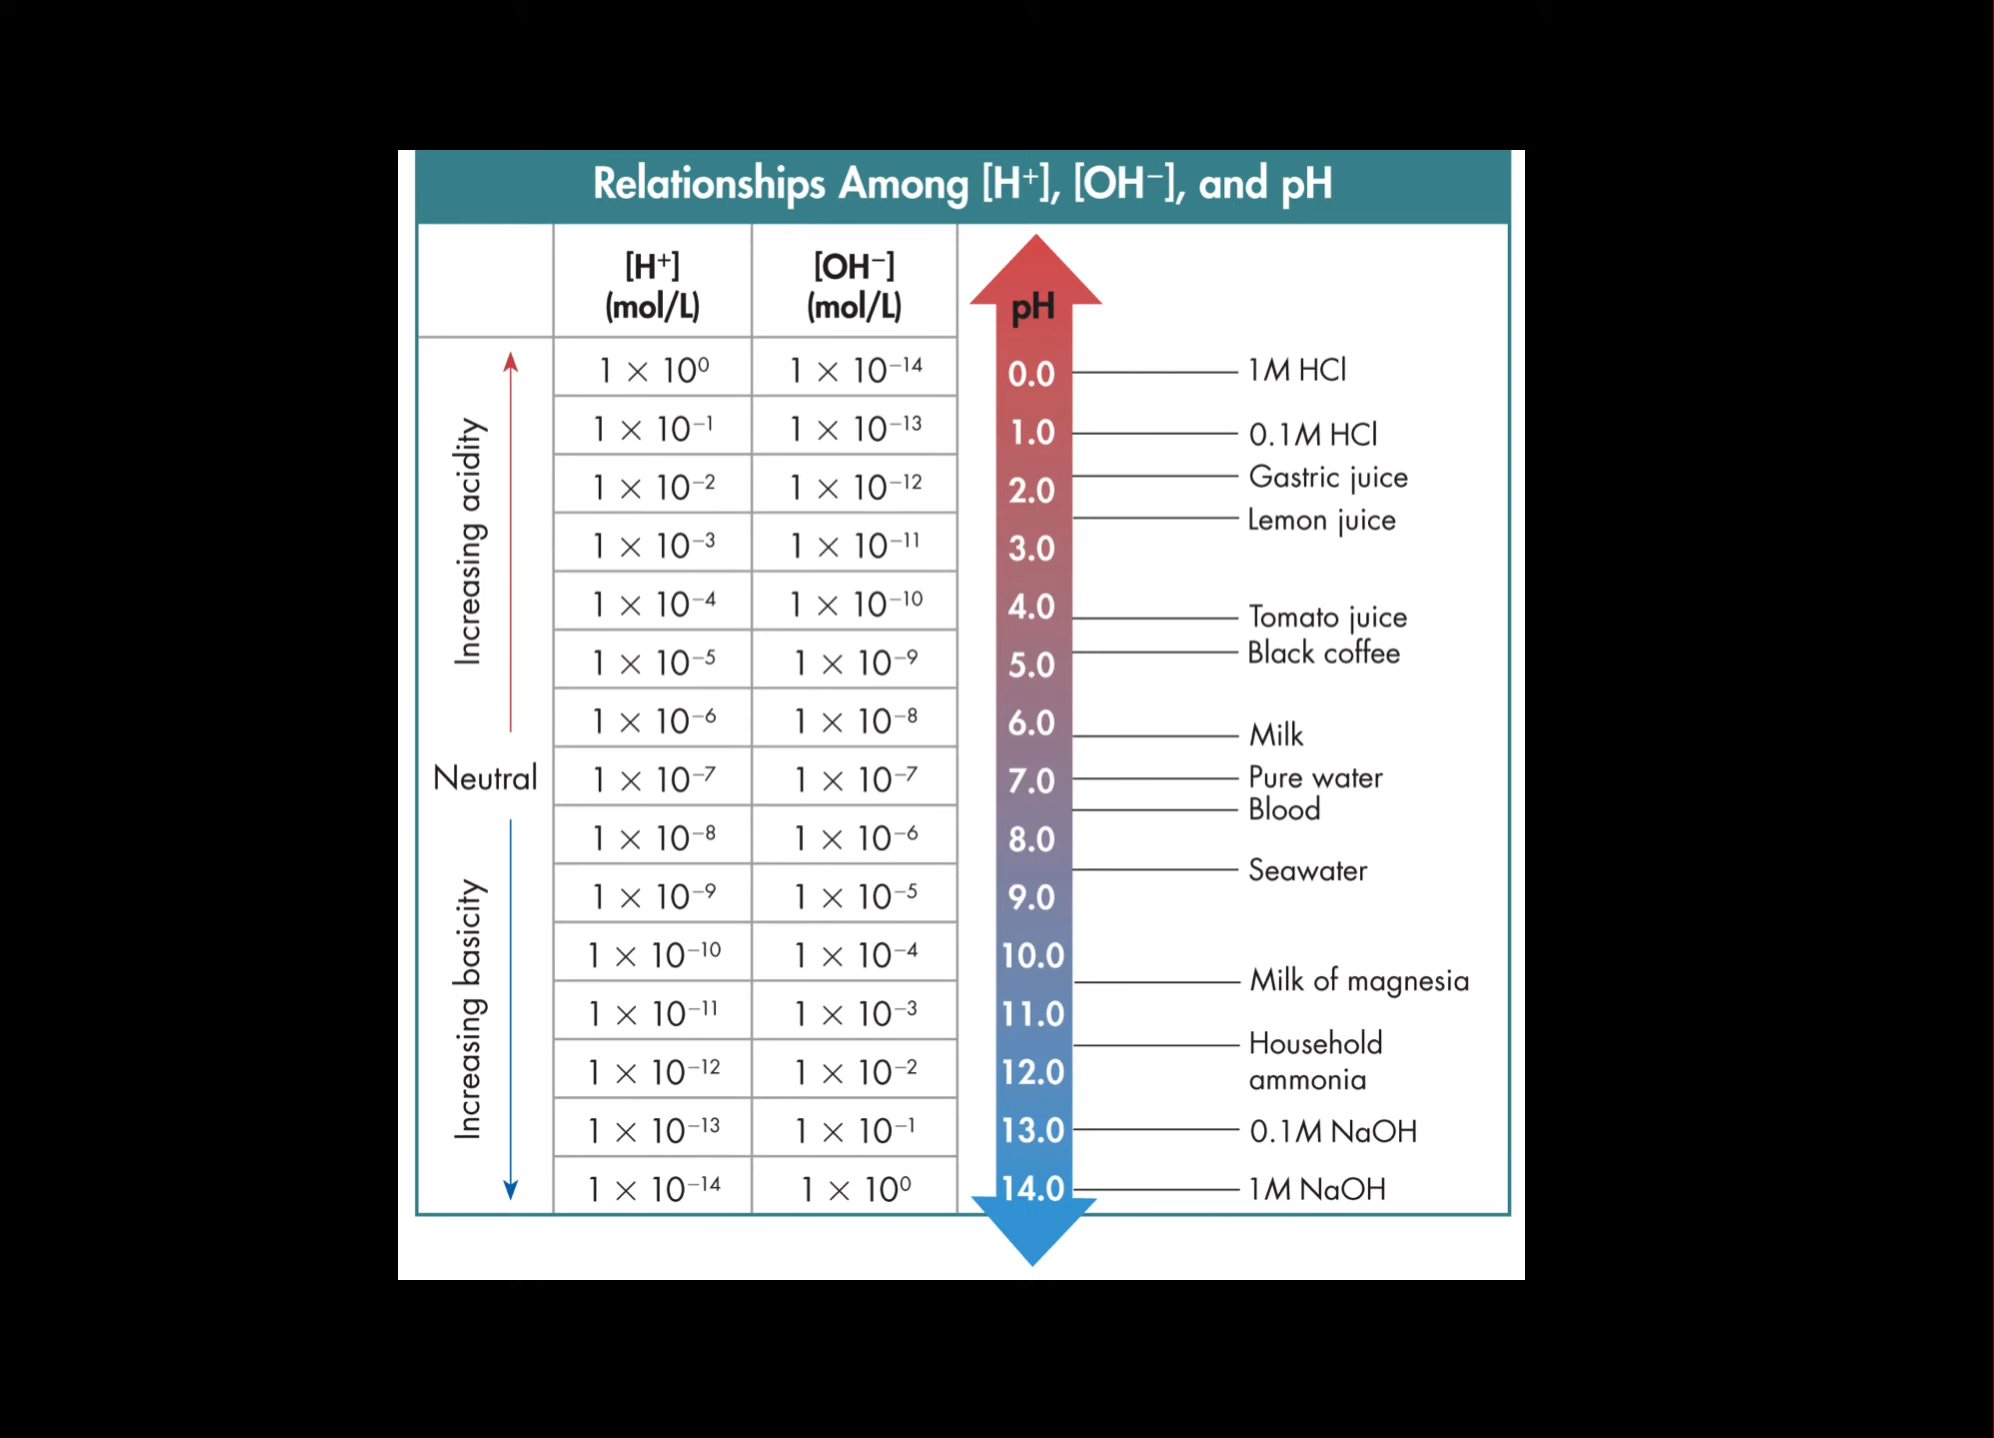 Relationships Among [H⁺], [OH⁻], and pH
[H⁺]
(mol/L)
[OH⁻]
(mol/L)
pH
Increasing acidity
Neutral
Increasing basicity
1 × 10⁰ 1 × 10⁻¹⁴ 0.0 1M HCl
1 × 10⁻¹ 1 × 10⁻¹³ 1.0 0.1M HCl
Gastric juice
1 × 10⁻² 1 × 10⁻¹² 2.0
Lemon juice
1 × 10⁻³ 1 × 10⁻¹¹ 3.0
1 × 10⁻⁴ 1 × 10⁻¹⁰ 4.0
Tomato juice
Black coffee
1 × 10⁻⁵ 1 × 10⁻⁹ 5.0
1 × 10⁻⁶ 1 × 10⁻⁸ 6.0
Milk
1 × 10⁻⁷ 1 × 10⁻⁷ 7.0 Pure water
Blood
1 × 10⁻⁸ 1 × 10⁻⁶ 8.0
Seawater
1 × 10⁻⁹ 1 × 10⁻⁵ 9.0
1 × 10⁻¹⁰ 1 × 10⁻⁴ 10.0
Milk of magnesia
1 × 10⁻¹¹ 1 × 10⁻³ 11.0
Household
ammonia
1 × 10⁻¹² 1 × 10⁻² 12.0
1 × 10⁻¹³ 1 × 10⁻¹ 13.0 0.1M NaOH
1 × 10⁻¹⁴ 1 × 10⁰ 14.0 1M NaOH